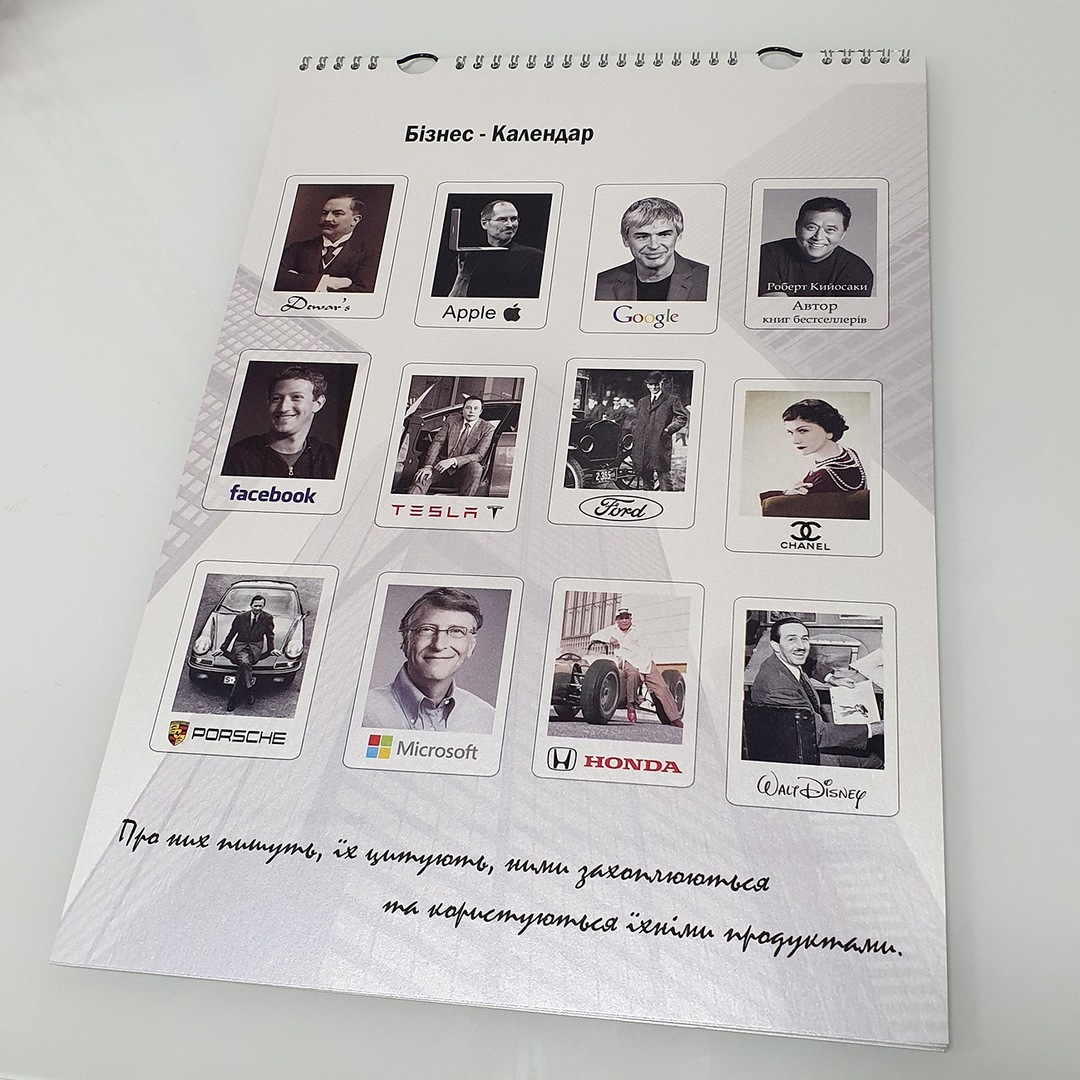 Бізнес - Календар
Dewar's
Apple
Google
Роберт Кийосаки
Автор
книг бестселлерів
facebook
TESLA
Ford
CHANEL
PORSCHE
Microsoft
HONDA
WALT DISNEY
Про них пишуть, їх цитують, ними захоплюються
та користуються їхніми продуктами.